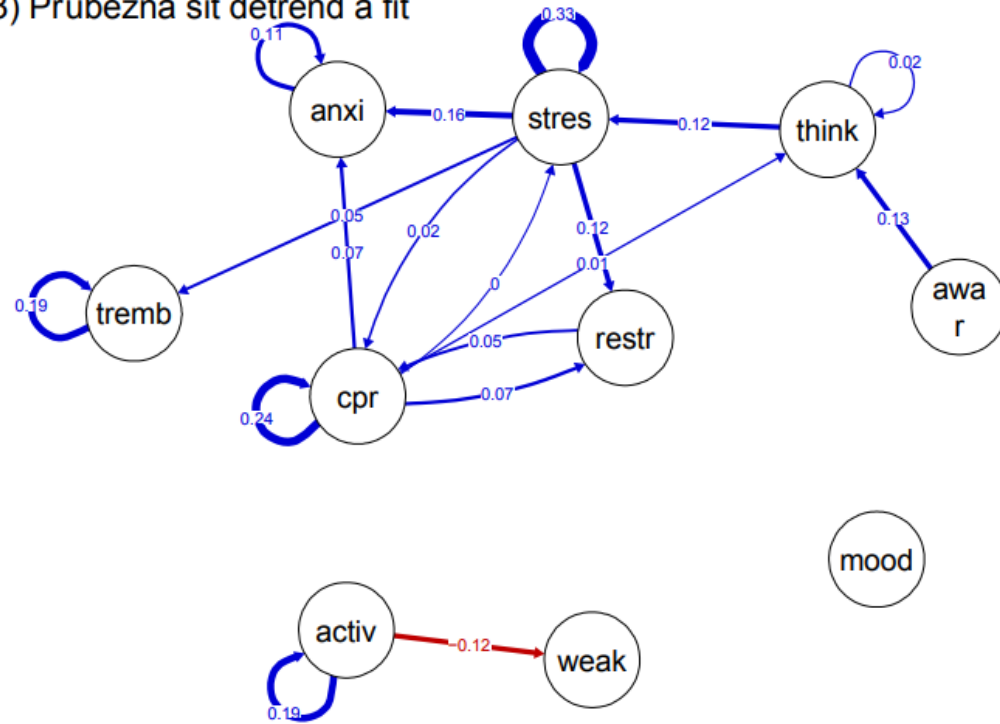 3) Průběžná síť detrend a fit
0.11
0.33
0.02
anxi
0.16
stres
0.12
think
0.05
0.02
0.12
0.13
0.07
0.01
0
0.19
tremb
0.05
restr
awa
r
cpr
0.07
0.24
mood
activ
−0.12
weak
0.19